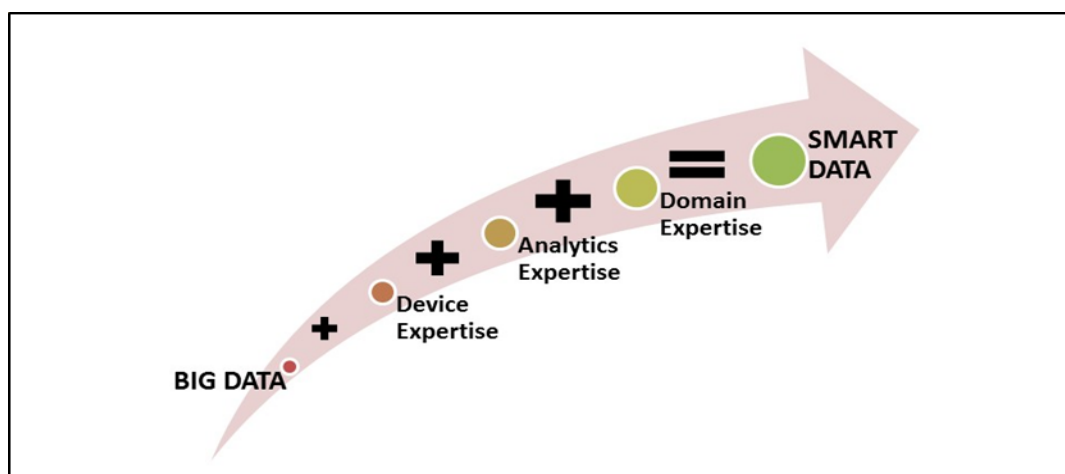 BIG DATA
+
Device
Expertise
+
Analytics
Expertise
+
Domain
Expertise
=
SMART
DATA